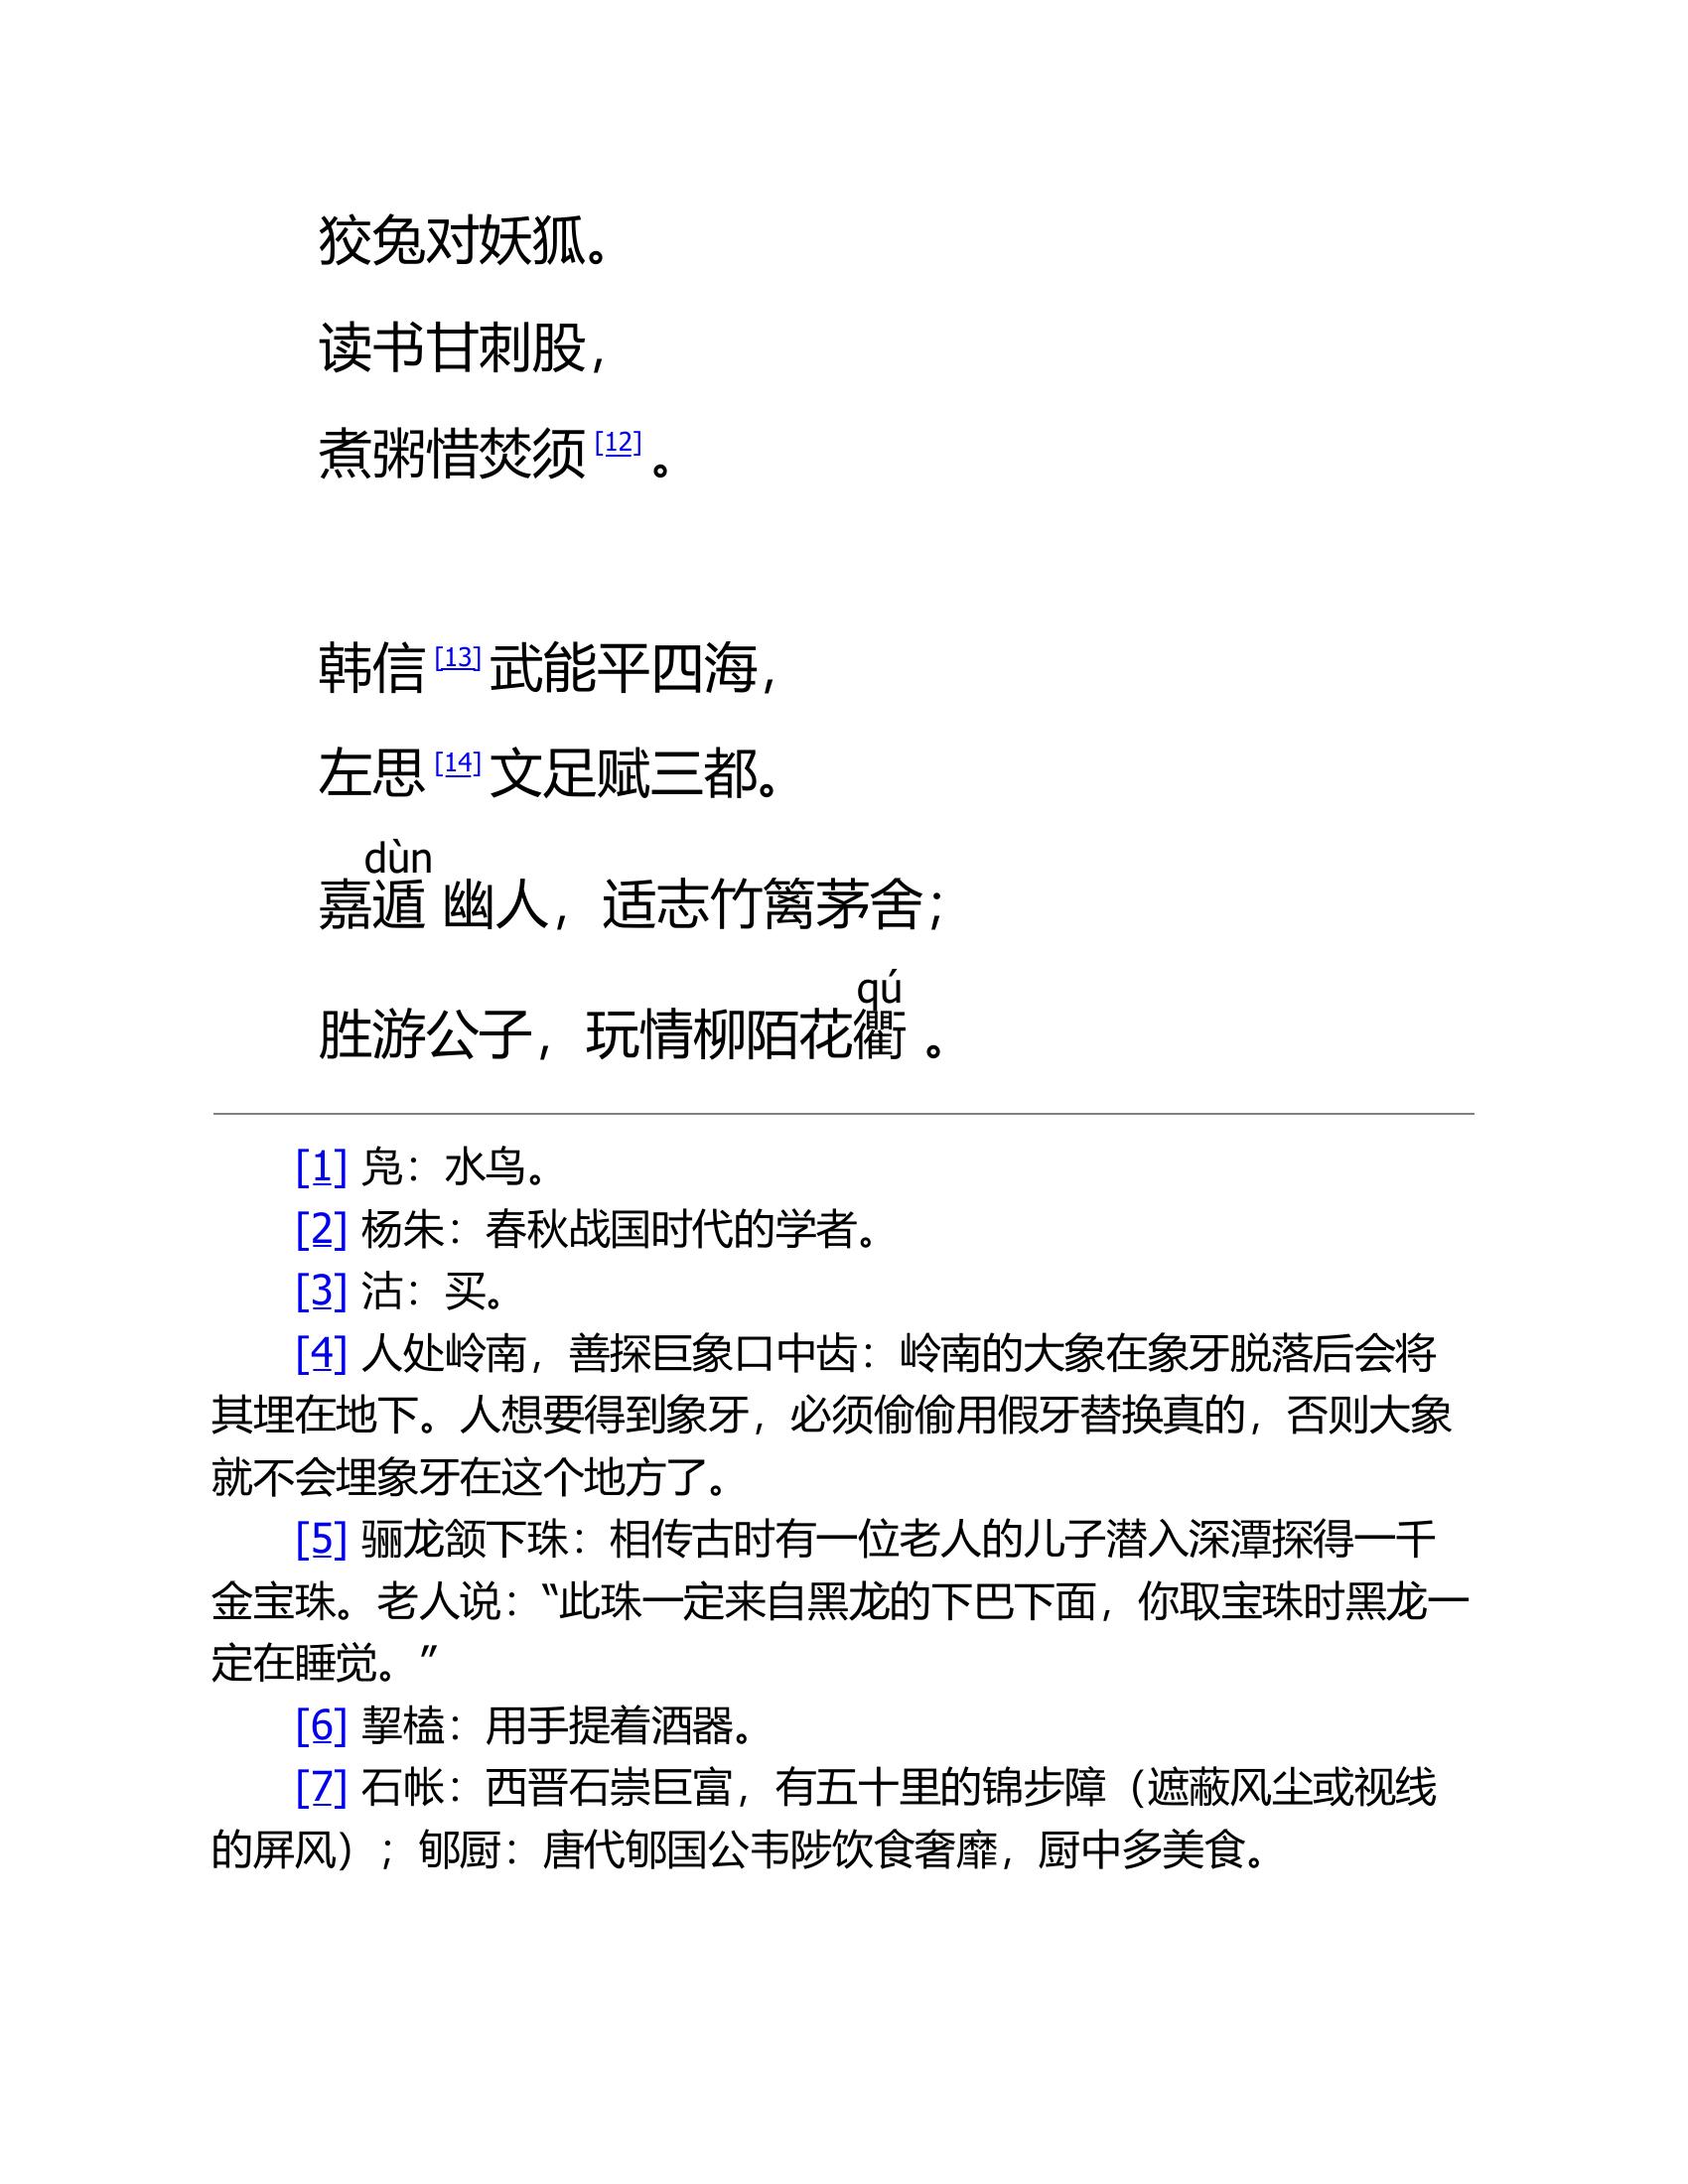 狡兔对妖狐。
读书甘刺股，
煮粥惜焚须[12]。
韩信[13]武能平四海，
左思[14]文足赋三都。
dùn
嘉遁 幽人，适志竹篱茅舍；
qú
胜游公子，玩情柳陌花衢 。
[1] 凫：水鸟。
[2] 杨朱：春秋战国时代的学者。
[3] 沽：买。
[4] 人处岭南，善探巨象口中齿：岭南的大象在象牙脱落后会将
其埋在地下。人想要得到象牙，必须偷偷用假牙替换真的，否则大象
就不会埋象牙在这个地方了。
[5] 骊龙颔下珠：相传古时有一位老人的儿子潜入深潭探得一千
金宝珠。老人说：“此珠一定来自黑龙的下巴下面，你取宝珠时黑龙一
定在睡觉。”
[6] 挈榼：用手提着酒器。
[7] 石帐：西晋石崇巨富，有五十里的锦步障（遮蔽风尘或视线
的屏风）；郇厨：唐代郇国公韦陟饮食奢靡，厨中多美食。